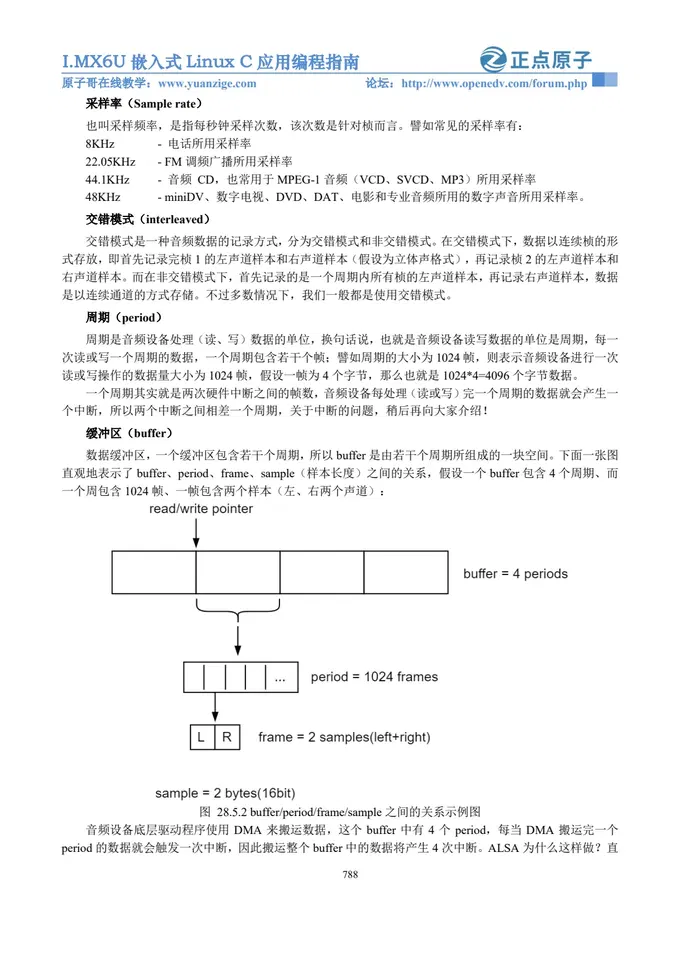 I.MX6U 嵌入式 Linux C 应用编程指南
正点原子
原子哥在线教学：www.yuanzige.com 论坛：http://www.openedv.com/forum.php
采样率（Sample rate）
也叫采样频率，是指每秒钟采样次数，该次数是针对桢而言。譬如常见的采样率有：
8KHz - 电话所用采样率
22.05KHz - FM 调频广播所用采样率
44.1KHz - 音频 CD，也常用于 MPEG-1 音频（VCD、SVCD、MP3）所用采样率
48KHz - miniDV、数字电视、DVD、DAT、电影和专业音频所用的数字声音所用采样率。
交错模式（interleaved）
交错模式是一种音频数据的记录方式，分为交错模式和非交错模式。在交错模式下，数据以连续桢的形
式存放，即首先记录完桢 1 的左声道样本和右声道样本（假设为立体声格式），再记录桢 2 的左声道样本和
右声道样本。而在非交错模式下，首先记录的是一个周期内所有桢的左声道样本，再记录右声道样本，数据
是以连续通道的方式存储。不过多数情况下，我们一般都是使用交错模式。
周期（period）
周期是音频设备处理（读、写）数据的单位，换句话说，也就是音频设备读写数据的单位是周期，每一
次读或写一个周期的数据，一个周期包含若干个帧；譬如周期的大小为 1024 帧，则表示音频设备进行一次
读或写操作的数据量大小为 1024 帧，假设一帧为 4 个字节，那么也就是 1024*4=4096 个字节数据。
一个周期其实就是两次硬件中断之间的帧数，音频设备每处理（读或写）完一个周期的数据就会产生一
个中断，所以两个中断之间相差一个周期，关于中断的问题，稍后再向大家介绍！
缓冲区（buffer）
数据缓冲区，一个缓冲区包含若干个周期，所以 buffer 是由若干个周期所组成的一块空间。下面一张图
直观地表示了 buffer、period、frame、sample（样本长度）之间的关系，假设一个 buffer 包含 4 个周期、而
一个周包含 1024 帧、一帧包含两个样本（左、右两个声道）：
read/write pointer
buffer = 4 periods
... period = 1024 frames
L R frame = 2 samples(left+right)
sample = 2 bytes(16bit)
图 28.5.2 buffer/period/frame/sample 之间的关系示例图
音频设备底层驱动程序使用 DMA 来搬运数据，这个 buffer 中有 4 个 period，每当 DMA 搬运完一个
period 的数据就会触发一次中断，因此搬运整个 buffer 中的数据将产生 4 次中断。ALSA 为什么这样做？直
788